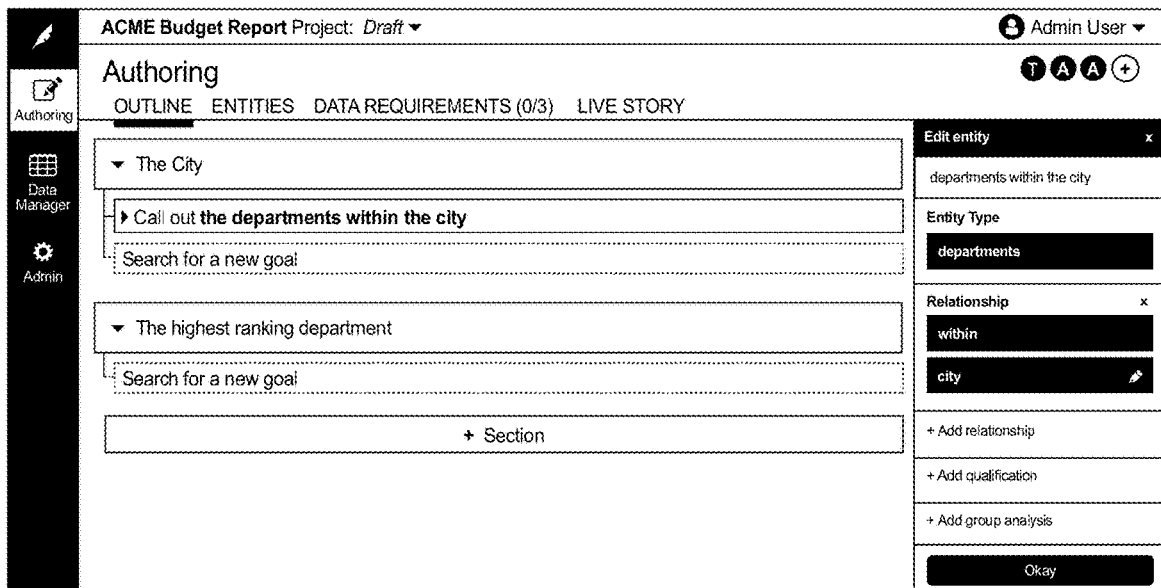 ACME Budget Report Project: Draft
Admin User
Authoring
T A A +
Authoring
OUTLINE ENTITIES DATA REQUIREMENTS (0/3) LIVE STORY
Data
Manager
Admin
The City
Call out the departments within the city
Search for a new goal
The highest ranking department
Search for a new goal
+ Section
Edit entity x
departments within the city
Entity Type
departments
Relationship x
within
city
+ Add relationship
+ Add qualification
+ Add group analysis
Okay